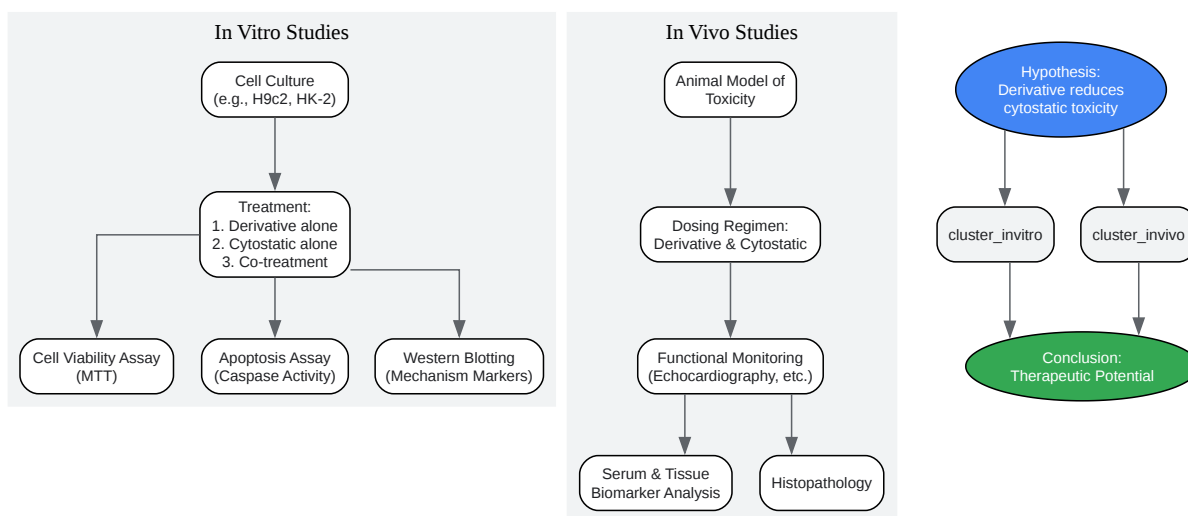 In Vitro Studies
Cell Culture
(e.g., H9c2, HK-2)
Treatment:
1. Derivative alone
2. Cytostatic alone
3. Co-treatment
Cell Viability Assay
(MTT)
Apoptosis Assay
(Caspase Activity)
Western Blotting
(Mechanism Markers)
In Vivo Studies
Animal Model of
Toxicity
Dosing Regimen:
Derivative & Cytostatic
Functional Monitoring
(Echocardiography, etc.)
Serum & Tissue
Biomarker Analysis
Histopathology
Hypothesis:
Derivative reduces
cytostatic toxicity
cluster_invitro
cluster_invivo
Conclusion:
Therapeutic Potential